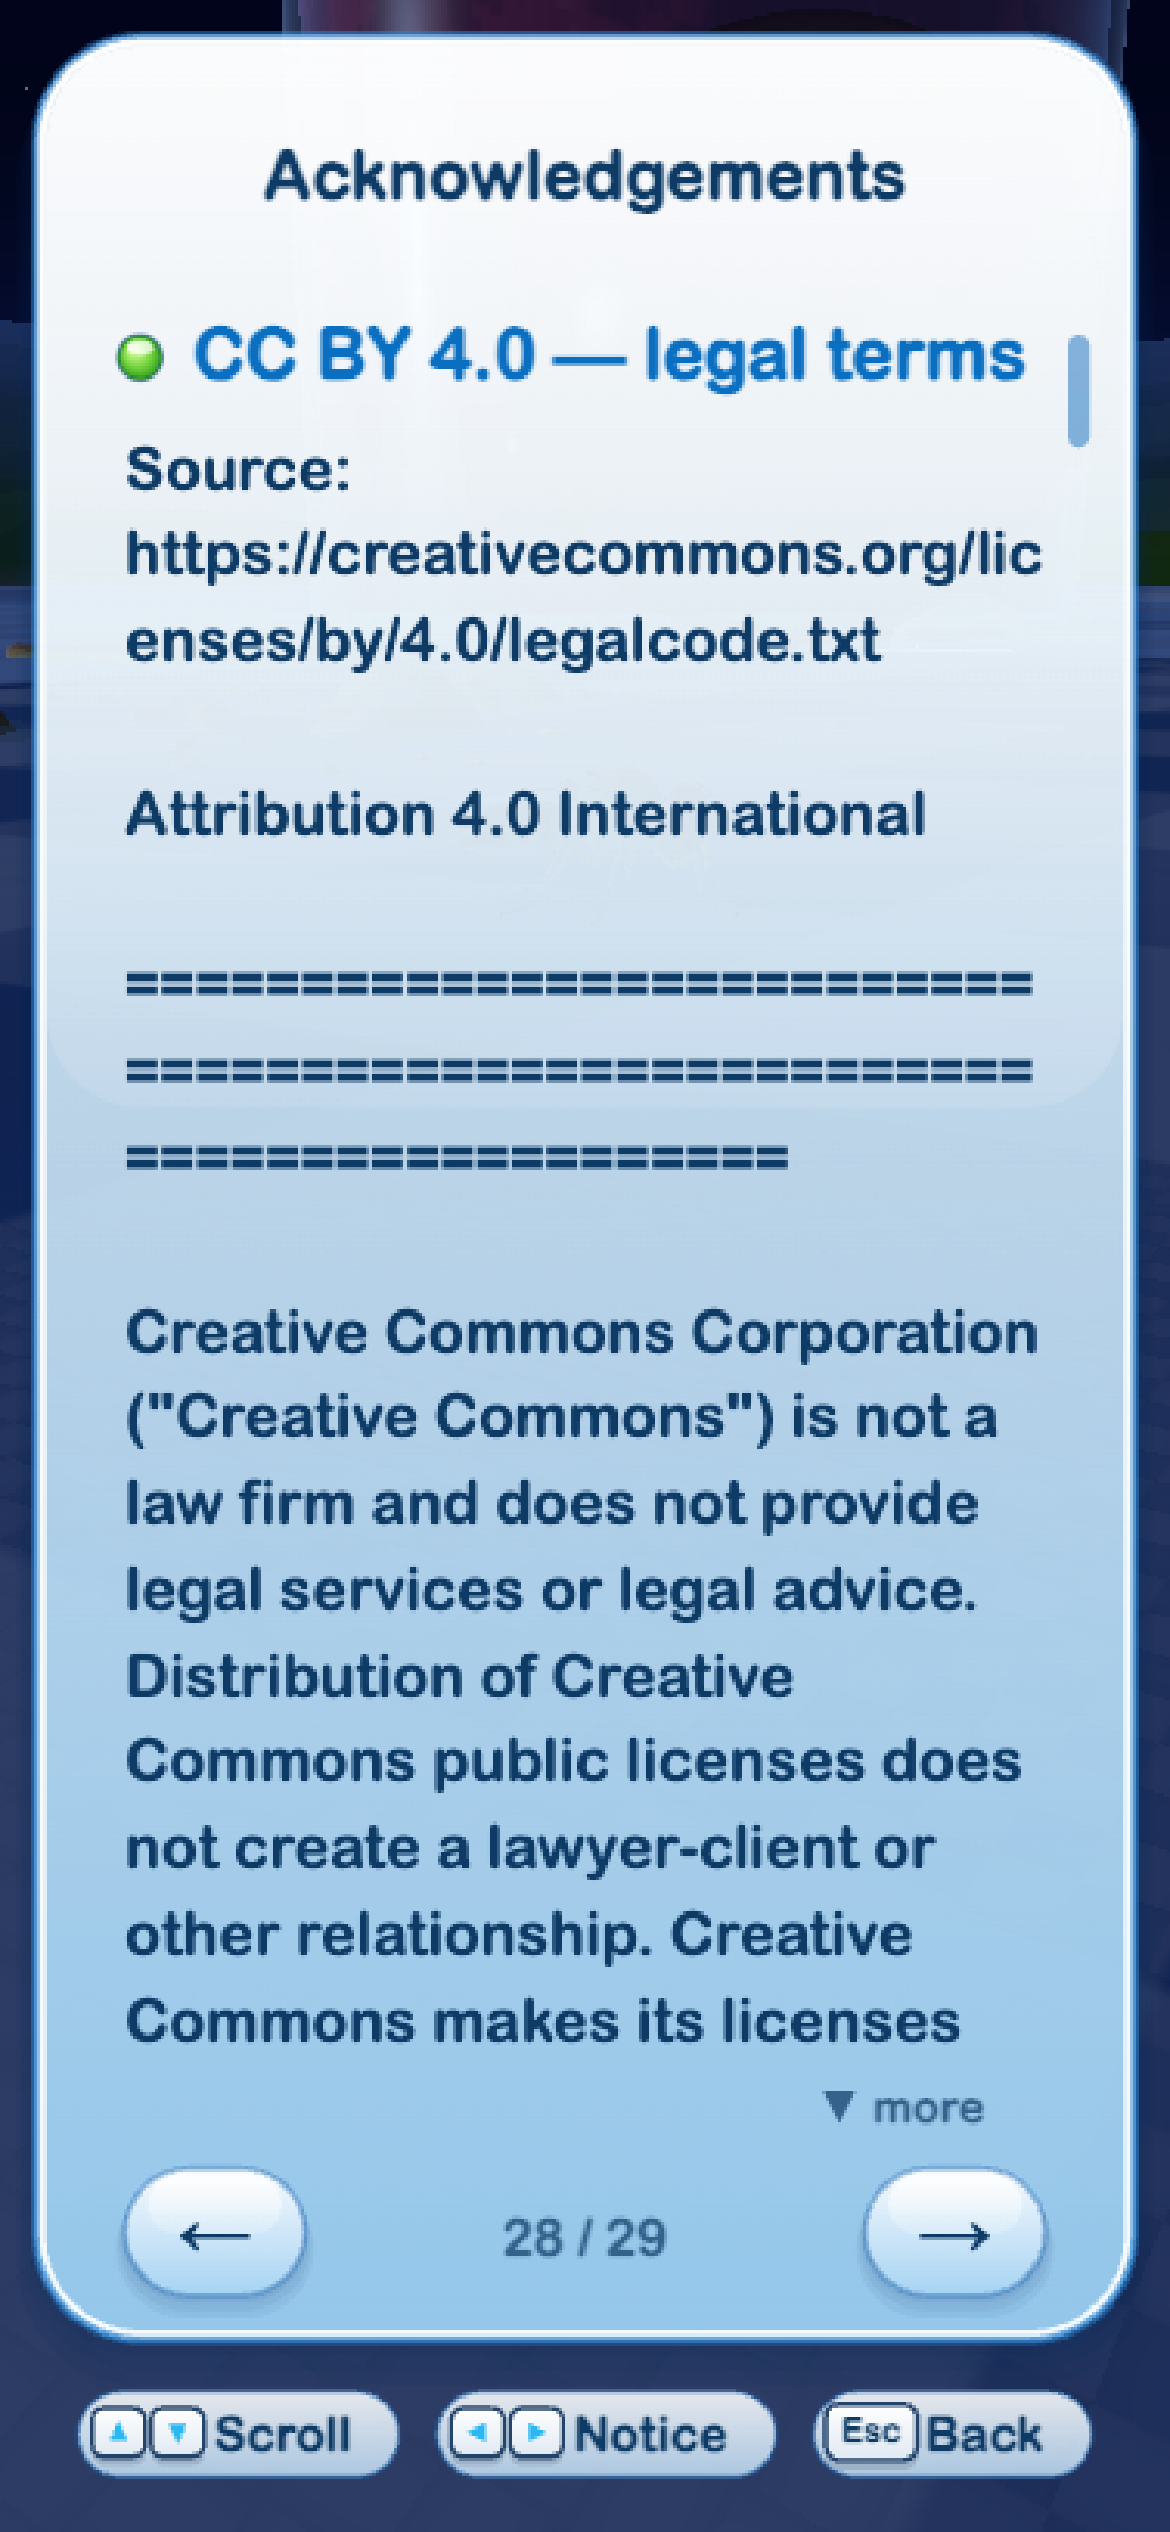 Acknowledgements
CC BY 4.0 — legal terms
Source:
https://creativecommons.org/lic
enses/by/4.0/legalcode.txt
Attribution 4.0 International
==========================
==========================
===================
Creative Commons Corporation
("Creative Commons") is not a
law firm and does not provide
legal services or legal advice.
Distribution of Creative
Commons public licenses does
not create a lawyer-client or
other relationship. Creative
Commons makes its licenses
▼ more
← 28 / 29 →
▲ ▼ Scroll ◄ ► Notice Esc Back